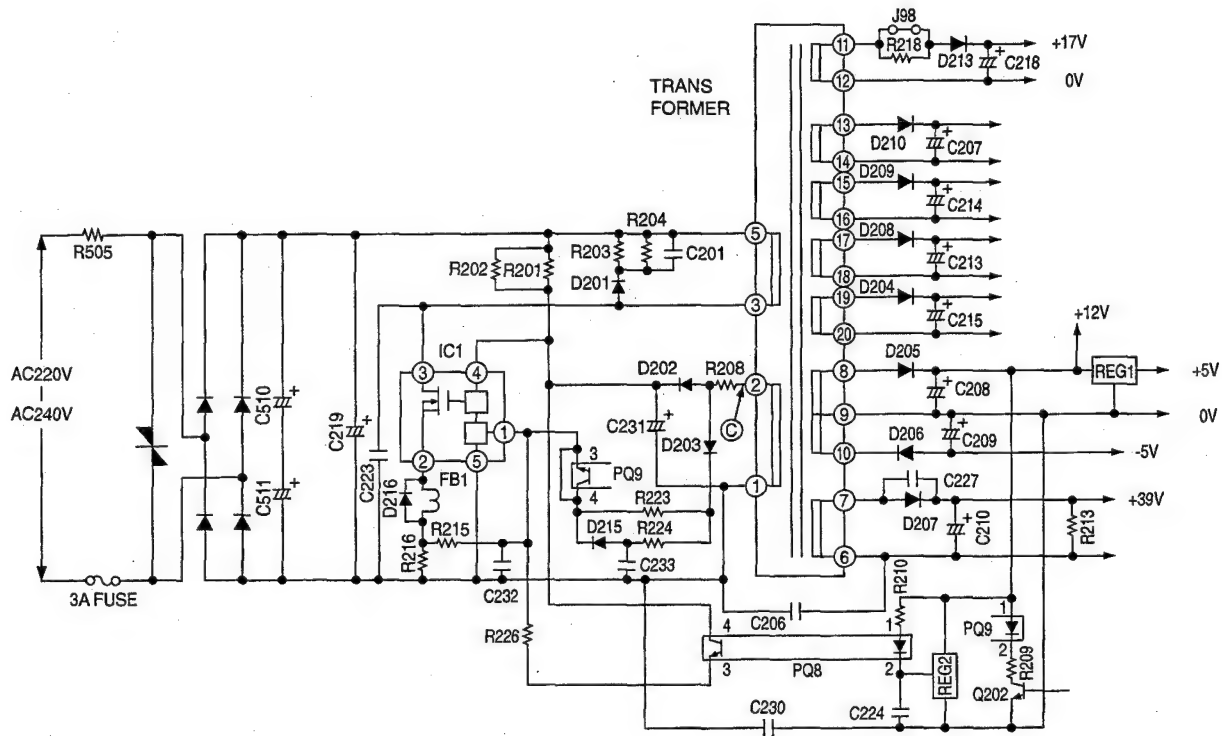 J98
11
R218
+17V
D213
C218
12
0V
TRANS
FORMER
13
D210
C207
14
15
D209
C214
16
R204
R505
5
17
D208
R203
C201
C213
R202
R201
18
D201
19
D204
3
C215
+12V
20
IC1
D205
AC220V
3
4
D202
R208
8
REG1
+5V
2
C208
AC240V
C510
C231
9
0V
C219
1
C
D206
C209
D203
10
-5V
C223
2
5
3
PQ9
C227
C511
FB1
1
7
+39V
D216
4
R223
D207
C210
R213
R215
D215
R224
6
R216
3A FUSE
C232
C233
R210
C206
1
1
R226
4
PQ9
2
R209
3
PQ8
2
REG2
Q202
C230
C224